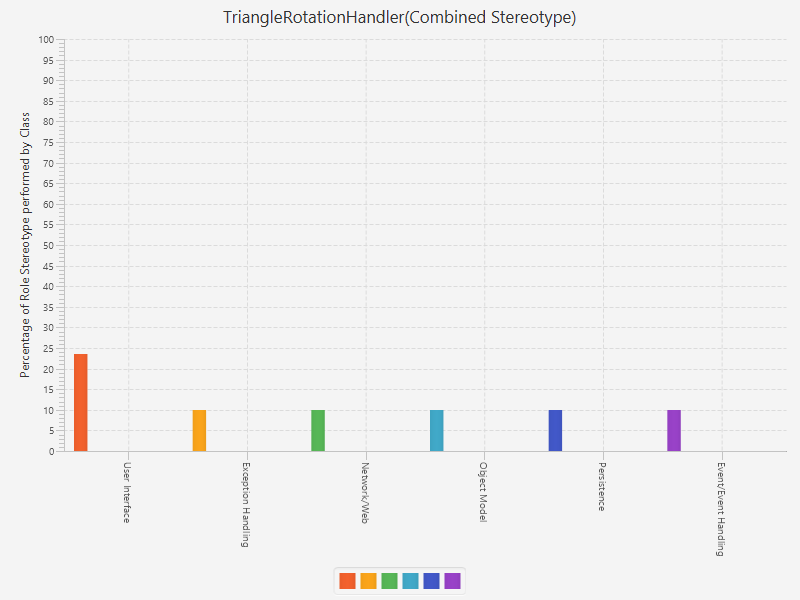 TriangleRotationHandler(Combined Stereotype)
Percentage of Role Stereotype performed by Class
100
95
90
85
80
75
70
65
60
55
50
45
40
35
30
25
20
15
10
5
0
User Interface
Exception Handling
Network/Web
Object Model
Persistence
Event/Event Handling